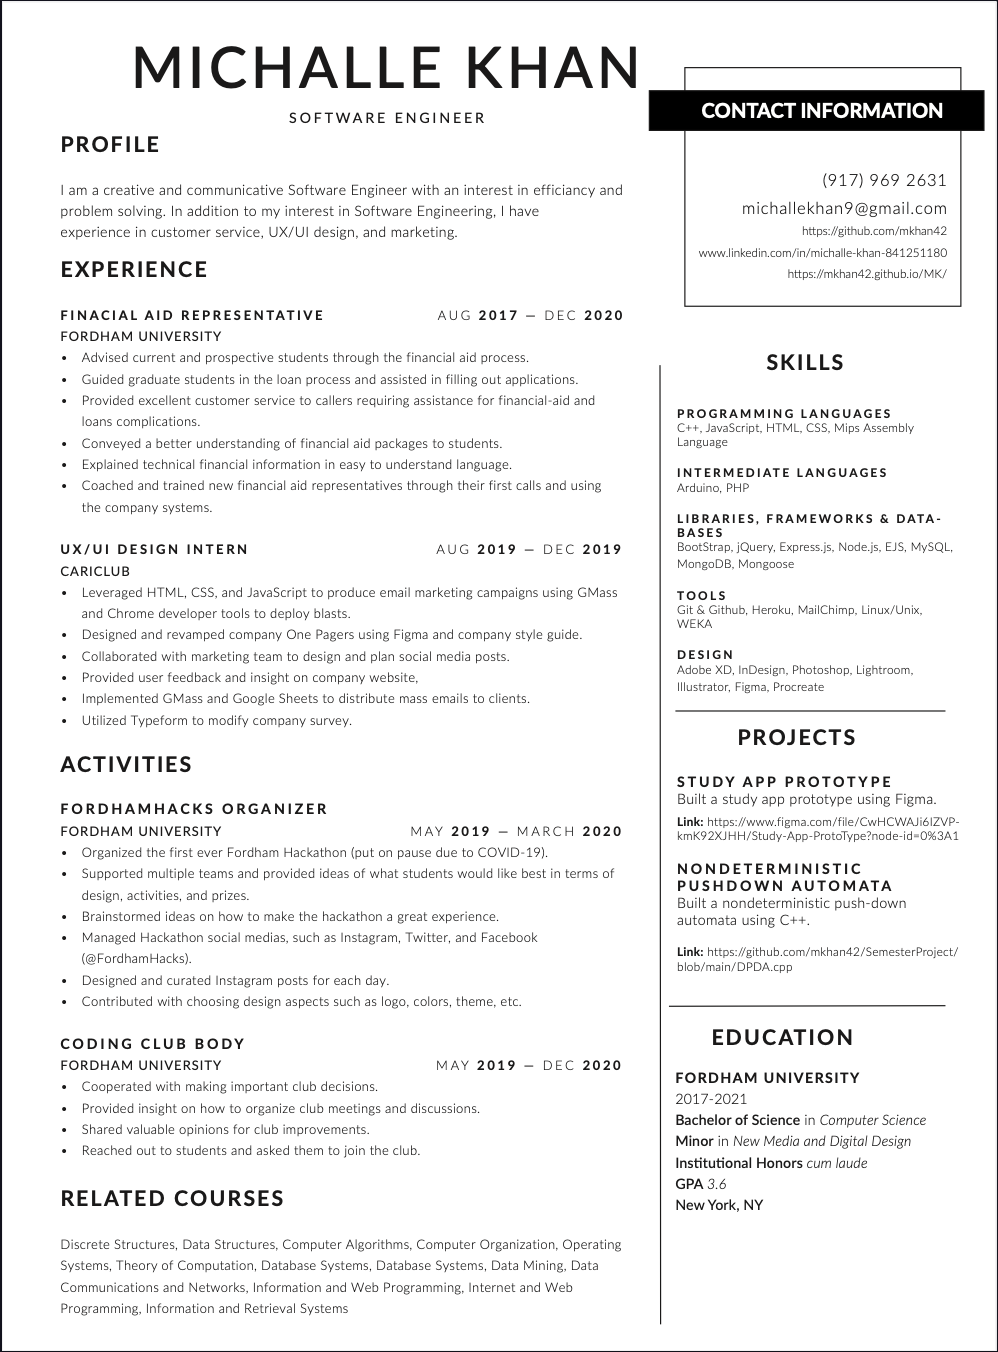 MICHALLE KHAN
SOFTWARE ENGINEER
PROFILE
I am a creative and communicative Software Engineer with an interest in efficiancy and
problem solving. In addition to my interest in Software Engineering, I have
experience in customer service, UX/UI design, and marketing.
EXPERIENCE
FINACIAL AID REPRESENTATIVE AUG 2017 — DEC 2020
FORDHAM UNIVERSITY
• Advised current and prospective students through the financial aid process.
• Guided graduate students in the loan process and assisted in filling out applications.
• Provided excellent customer service to callers requiring assistance for financial-aid and
loans complications.
• Conveyed a better understanding of financial aid packages to students.
• Explained technical financial information in easy to understand language.
• Coached and trained new financial aid representatives through their first calls and using
the company systems.
UX/UI DESIGN INTERN AUG 2019 — DEC 2019
CARICLUB
• Leveraged HTML, CSS, and JavaScript to produce email marketing campaigns using GMass
and Chrome developer tools to deploy blasts.
• Designed and revamped company One Pagers using Figma and company style guide.
• Collaborated with marketing team to design and plan social media posts.
• Provided user feedback and insight on company website,
• Implemented GMass and Google Sheets to distribute mass emails to clients.
• Utilized Typeform to modify company survey.
ACTIVITIES
FORDHAMHACKS ORGANIZER
FORDHAM UNIVERSITY MAY 2019 — MARCH 2020
• Organized the first ever Fordham Hackathon (put on pause due to COVID-19).
• Supported multiple teams and provided ideas of what students would like best in terms of
design, activities, and prizes.
• Brainstormed ideas on how to make the hackathon a great experience.
• Managed Hackathon social medias, such as Instagram, Twitter, and Facebook
(@FordhamHacks).
• Designed and curated Instagram posts for each day.
• Contributed with choosing design aspects such as logo, colors, theme, etc.
CODING CLUB BODY
FORDHAM UNIVERSITY MAY 2019 — DEC 2020
• Cooperated with making important club decisions.
• Provided insight on how to organize club meetings and discussions.
• Shared valuable opinions for club improvements.
• Reached out to students and asked them to join the club.
RELATED COURSES
Discrete Structures, Data Structures, Computer Algorithms, Computer Organization, Operating
Systems, Theory of Computation, Database Systems, Database Systems, Data Mining, Data
Communications and Networks, Information and Web Programming, Internet and Web
Programming, Information and Retrieval Systems
CONTACT INFORMATION
(917) 969 2631
michallekhan9@gmail.com
https://github.com/mkhan42
www.linkedin.com/in/michalle-khan-841251180
https://mkhan42.github.io/MK/
SKILLS
PROGRAMMING LANGUAGES
C++, JavaScript, HTML, CSS, Mips Assembly
Language
INTERMEDIATE LANGUAGES
Arduino, PHP
LIBRARIES, FRAMEWORKS & DATA-
BASES
BootStrap, jQuery, Express.js, Node.js, EJS, MySQL,
MongoDB, Mongoose
TOOLS
Git & Github, Heroku, MailChimp, Linux/Unix,
WEKA
DESIGN
Adobe XD, InDesign, Photoshop, Lightroom,
Illustrator, Figma, Procreate
PROJECTS
STUDY APP PROTOTYPE
Built a study app prototype using Figma.
Link: https://www.figma.com/file/CwHCWAJi6IZVP-
kmK92XJHH/Study-App-ProtoType?node-id=0%3A1
NONDETERMINISTIC
PUSHDOWN AUTOMATA
Built a nondeterministic push-down
automata using C++.
Link: https://github.com/mkhan42/SemesterProject/
blob/main/DPDA.cpp
EDUCATION
FORDHAM UNIVERSITY
2017-2021
Bachelor of Science in Computer Science
Minor in New Media and Digital Design
Institutional Honors cum laude
GPA 3.6
New York, NY